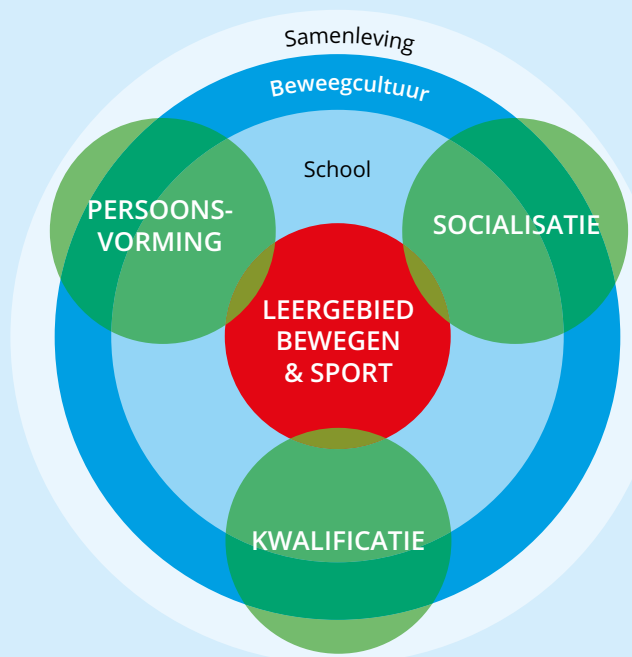 Samenleving
Beweegcultuur
School
PERSOONS-
VORMING
SOCIALISATIE
LEERGEBIED
BEWEGEN
& SPORT
KWALIFICATIE